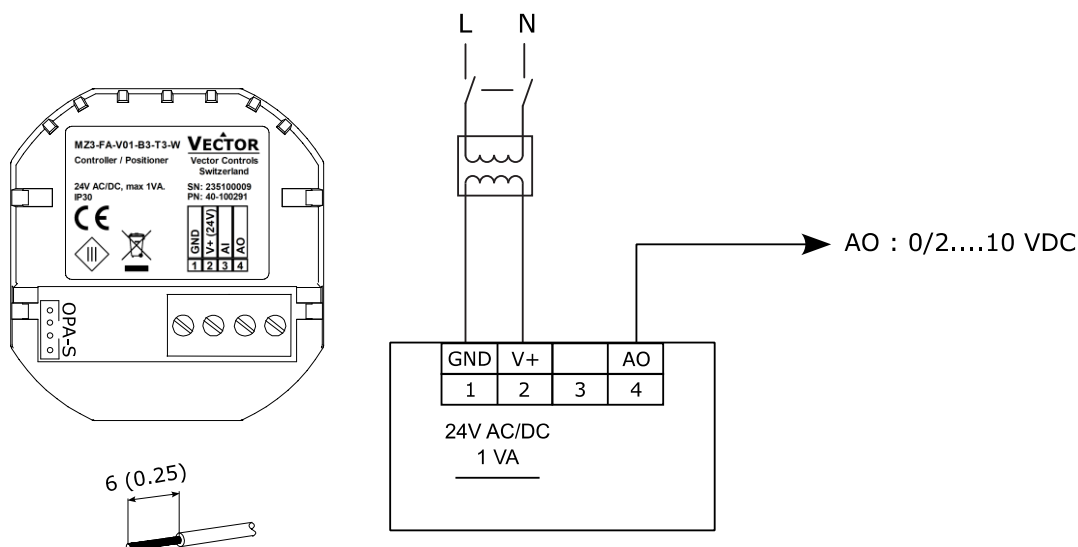 L N
MZ3-FA-V01-B3-T3-W
Controller / Positioner
24V AC/DC, max 1VA.
IP30
CE
III
VECTOR
Vector Controls
Switzerland
SN: 235100009
PN: 40-100291
GND V+ (24V) AI AO
1 2 3 4
OPA-S
AO : 0/2....10 VDC
GND V+ AO
1 2 3 4
24V AC/DC
1 VA
6 (0.25)